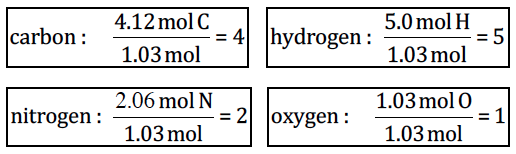 carbon : 4.12 mol C / 1.03 mol = 4
hydrogen : 5.0 mol H / 1.03 mol = 5
nitrogen : 2.06 mol N / 1.03 mol = 2
oxygen : 1.03 mol O / 1.03 mol = 1